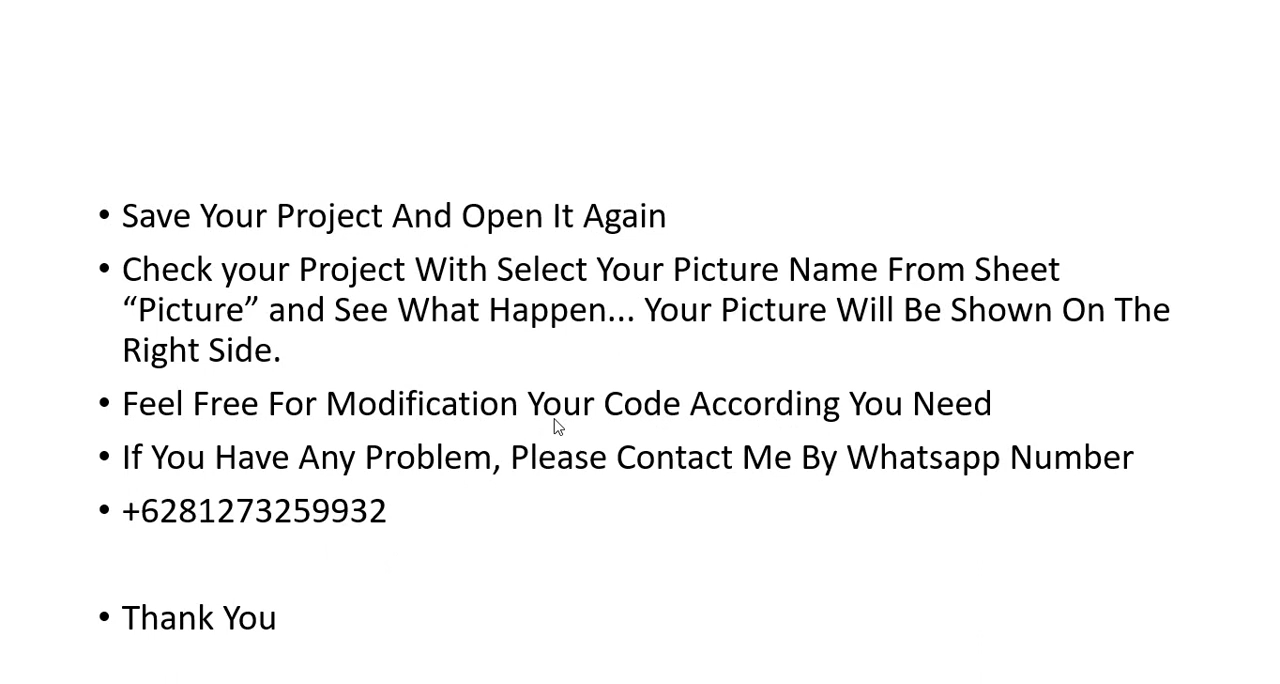 • Save Your Project And Open It Again
• Check your Project With Select Your Picture Name From Sheet
“Picture” and See What Happen... Your Picture Will Be Shown On The
Right Side.
• Feel Free For Modification Your Code According You Need
• If You Have Any Problem, Please Contact Me By Whatsapp Number
• +6281273259932
• Thank You